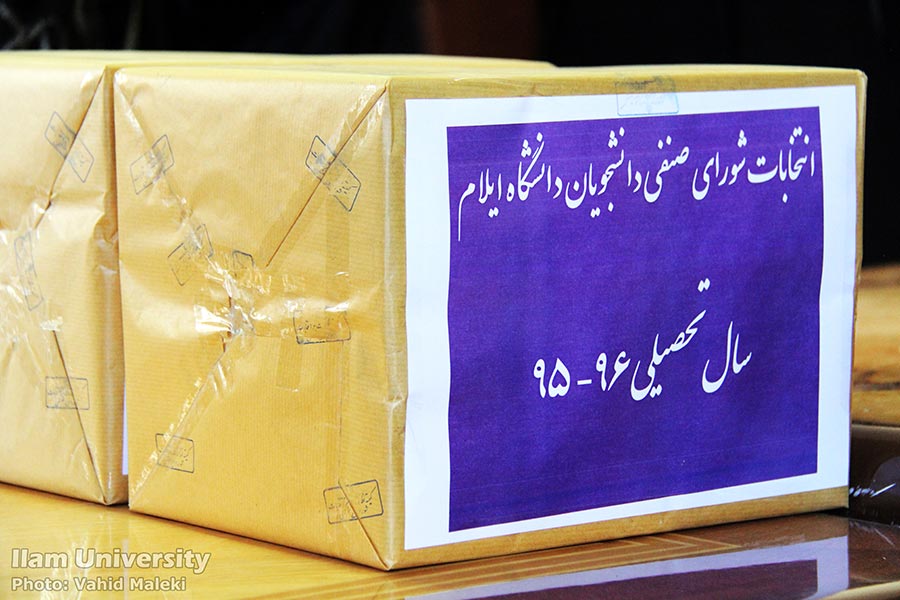 انتخابات شورای صنفی دانشجویان دانشگاه ایلام
سال تحصیلی ۹۶-۹۵
Ilam University
Photo: Vahid Maleki